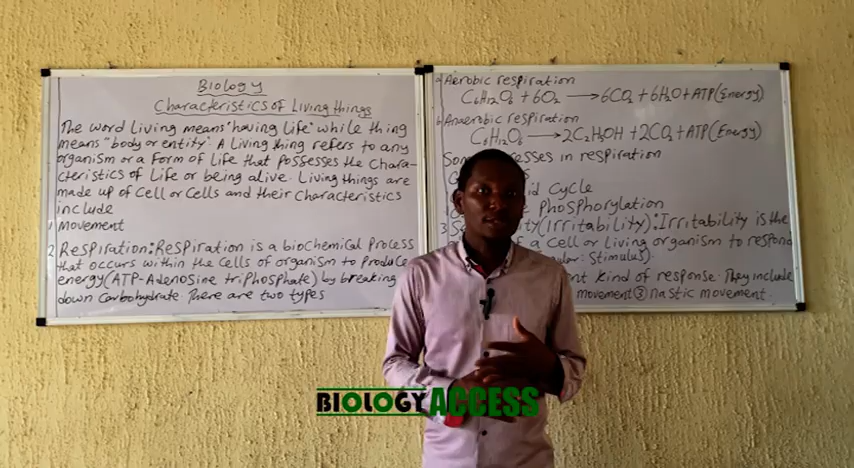 Biology
Characteristics of Living things
The word Living means "having Life" while thing
means "body or entity". A Living thing refers to any
organism or a form of Life that possesses the chara-
cteristics of Life or being alive. Living things are
made up of cell or cells and their characteristics
include
1 Movement
2 Respiration: Respiration is a biochemical process
that occurs within the cells of organism to produce
energy (ATP-Adenosine triphosphate) by breaking
down carbohydrate There are two types
a Aerobic respiration
C6H12O6 + 6O2 → 6CO2 + 6H2O + ATP (Energy)
b Anaerobic respiration
C6H12O6 → 2C2H5OH + 2CO2 + ATP (Energy)
in respiration
Cycle
Phosphorylation
3 (Irritability): Irritability is the
of a cell or Living organism to respond
Stimulus)
kind of response. They include
movement ③ nastic movement.
BIOLOGY ACCESS